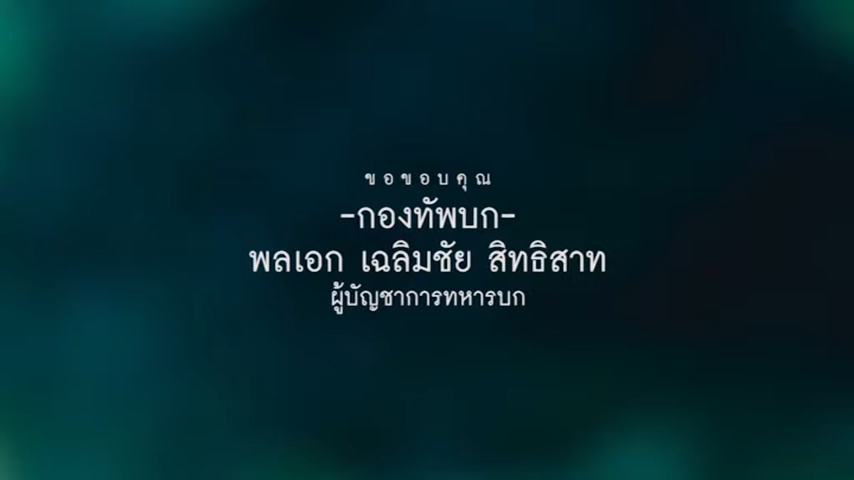 ขอขอบคุณ
-กองทัพบก-
พลเอก เฉลิมชัย สิทธิสาท
ผู้บัญชาการทหารบก